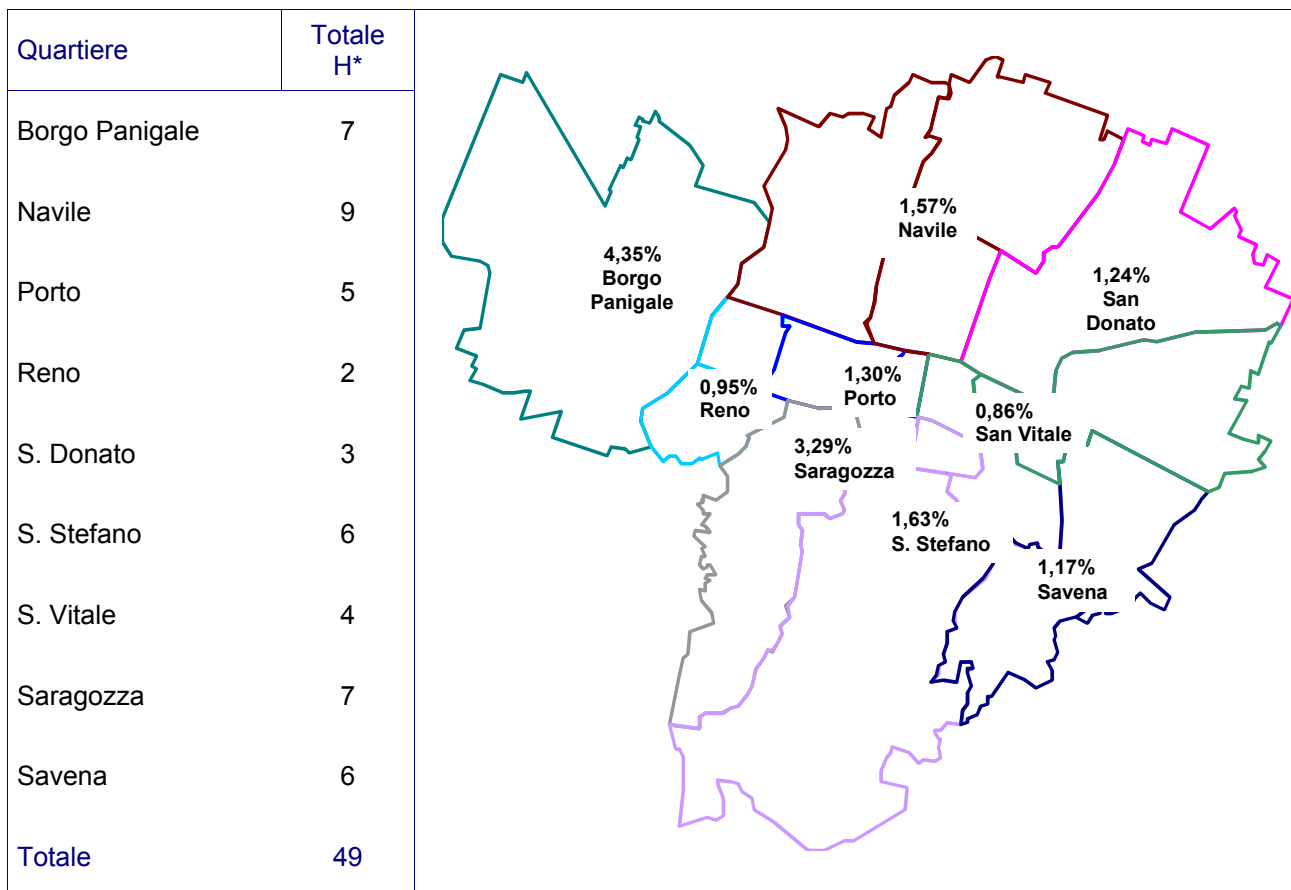 Quartiere Totale
H*
Borgo Panigale 7
Navile 9
Porto 5
Reno 2
S. Donato 3
S. Stefano 6
S. Vitale 4
Saragozza 7
Savena 6
Totale 49
1,57%
Navile
4,35%
Borgo
Panigale
1,24%
San
Donato
0,95%
Reno
1,30%
Porto
0,86%
San Vitale
3,29%
Saragozza
1,63%
S. Stefano
1,17%
Savena